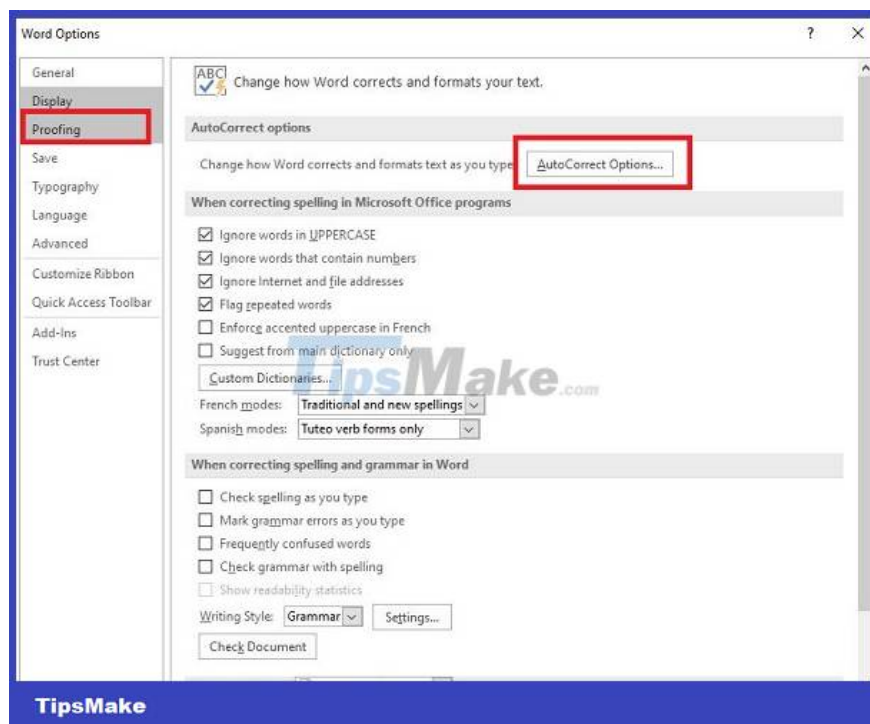 Word Options
?
General
Display
Proofing
Save
Typography
Language
Advanced
Customize Ribbon
Quick Access Toolbar
Add-Ins
Trust Center
ABC
Change how Word corrects and formats your text.
AutoCorrect options
Change how Word corrects and formats text as you type
AutoCorrect Options...
When correcting spelling in Microsoft Office programs
Ignore words in UPPERCASE
Ignore words that contain numbers
Ignore Internet and file addresses
Flag repeated words
Enforce accented uppercase in French
Suggest from main dictionary only
TipsMake.com
Custom Dictionaries...
French modes: Traditional and new spellings
Spanish modes: Tuteo verb forms only
When correcting spelling and grammar in Word
Check spelling as you type
Mark grammar errors as you type
Frequently confused words
Check grammar with spelling
Show readability statistics
Writing Style: Grammar Settings...
Check Document
TipsMake